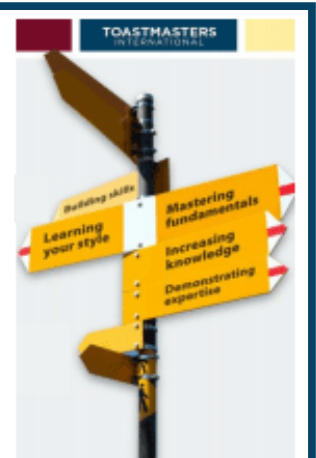 TOASTMASTERS
INTERNATIONAL
Building skills
Learning
your style
Mastering
fundamentals
Increasing
knowledge
Demonstrating
expertise